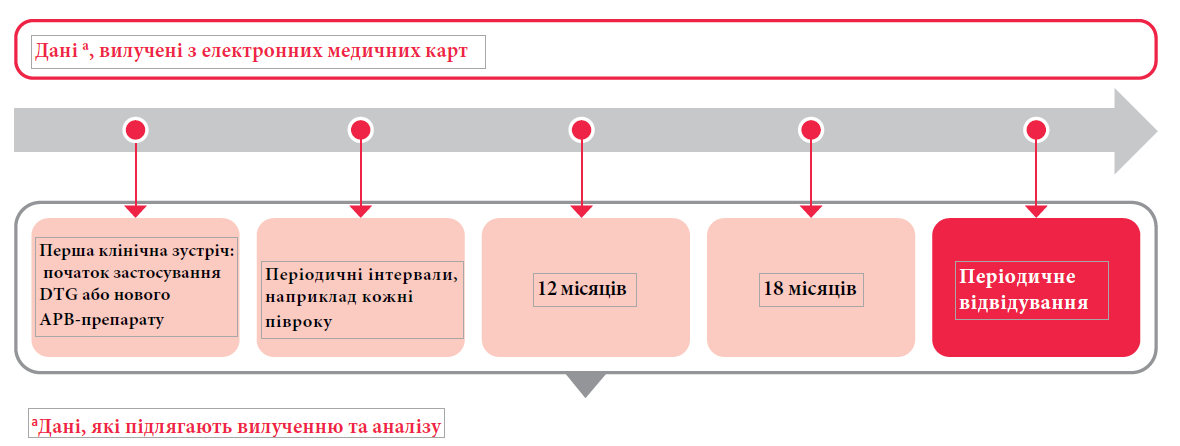 Дані ᵃ, вилучені з електронних медичних карт
Перша клінічна зустріч:
початок застосування
DTG або нового
АРВ-препарату
Періодичні інтервали,
наприклад кожні
півроку
12 місяців
18 місяців
Періодичне
відвідування
ᵃДані, які підлягають вилученню та аналізу